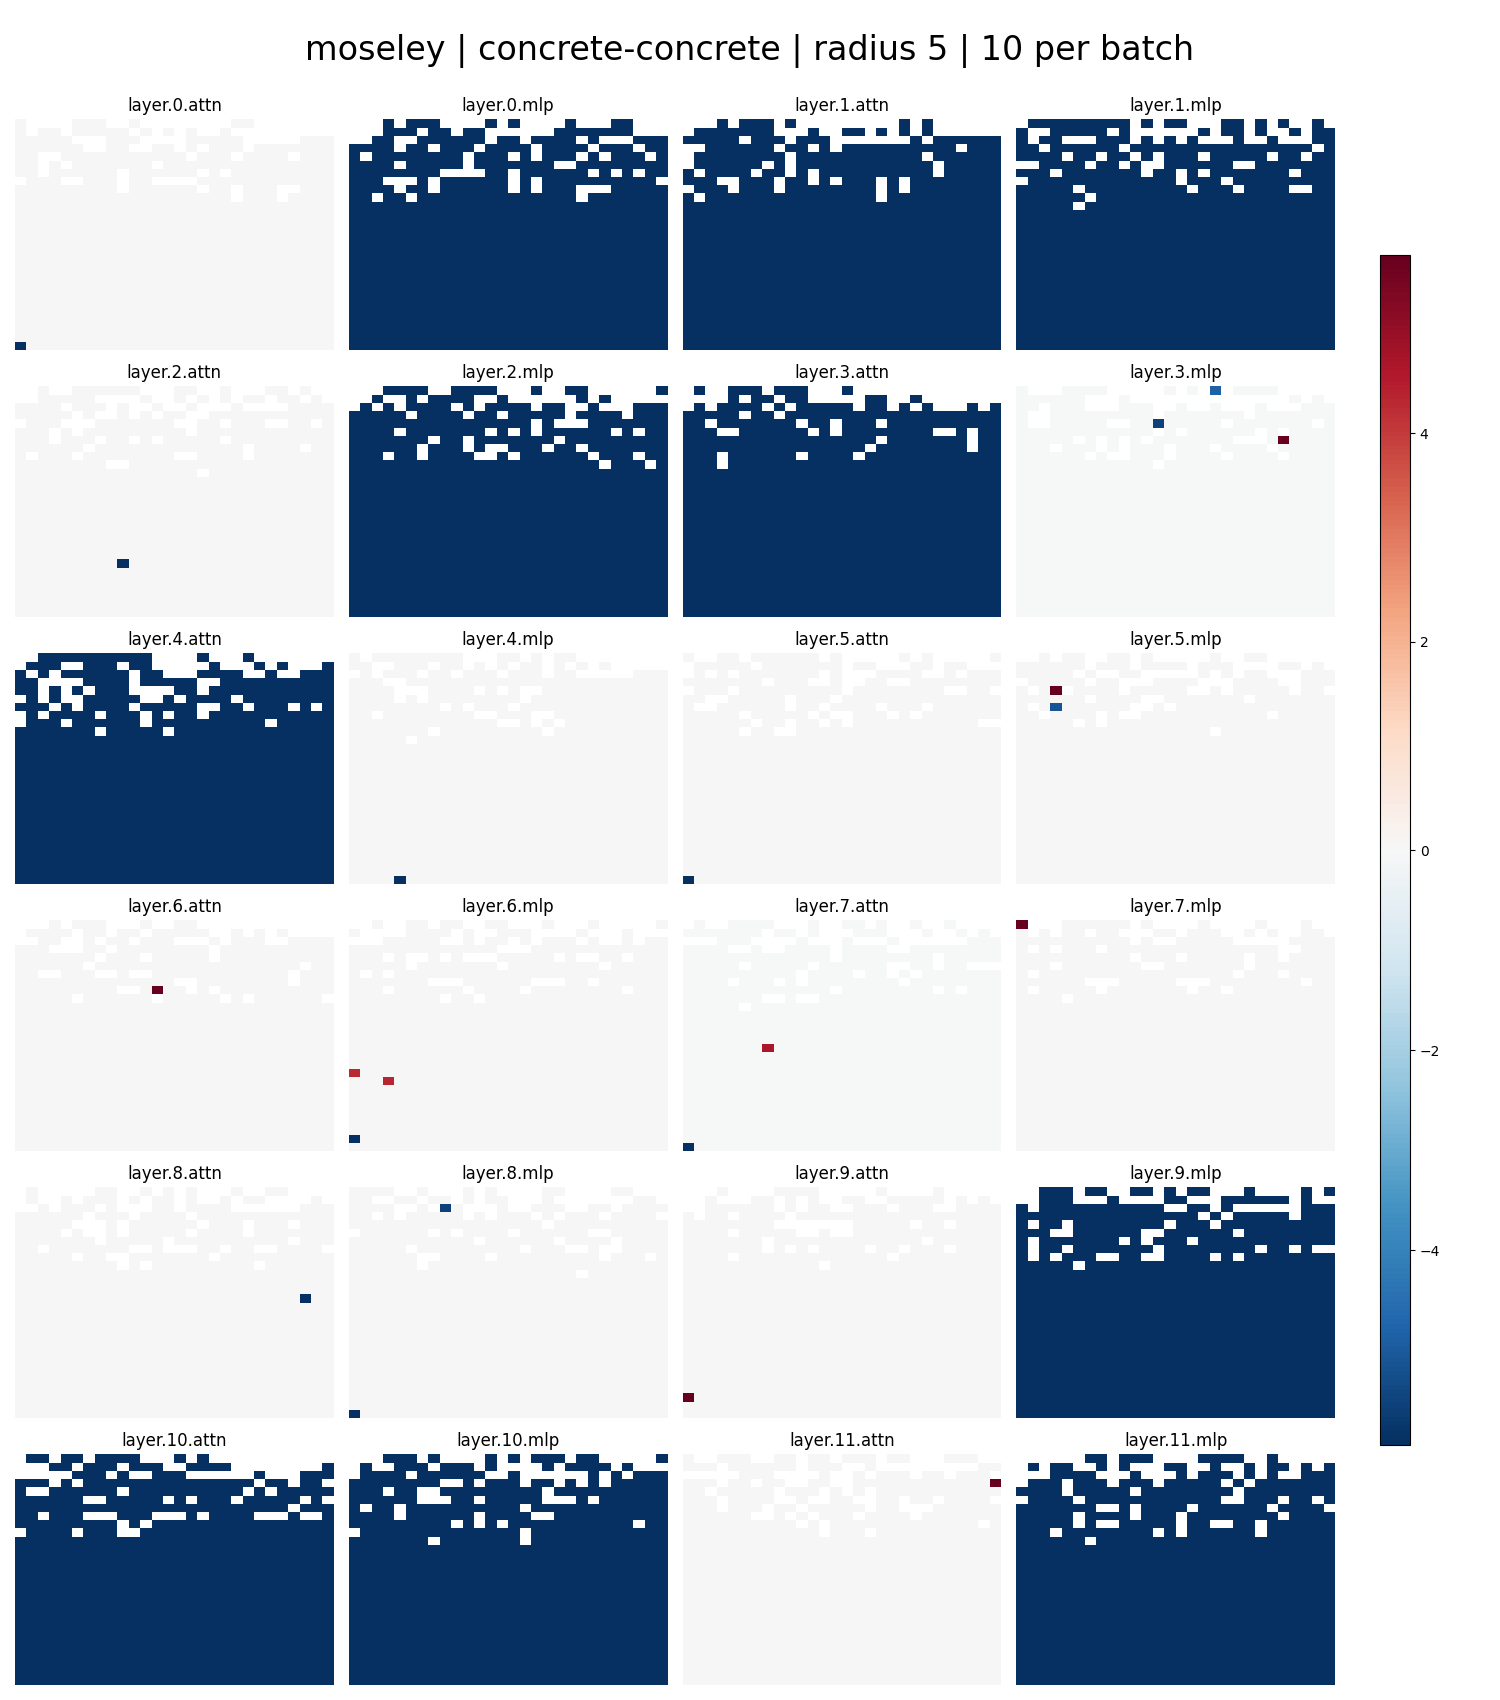 moseley | concrete-concrete | radius 5 | 10 per batch
layer.0.attn
layer.0.mlp
layer.1.attn
layer.1.mlp
layer.2.attn
layer.2.mlp
layer.3.attn
layer.3.mlp
layer.4.attn
layer.4.mlp
layer.5.attn
layer.5.mlp
layer.6.attn
layer.6.mlp
layer.7.attn
layer.7.mlp
layer.8.attn
layer.8.mlp
layer.9.attn
layer.9.mlp
layer.10.attn
layer.10.mlp
layer.11.attn
layer.11.mlp
4
2
0
−2
−4